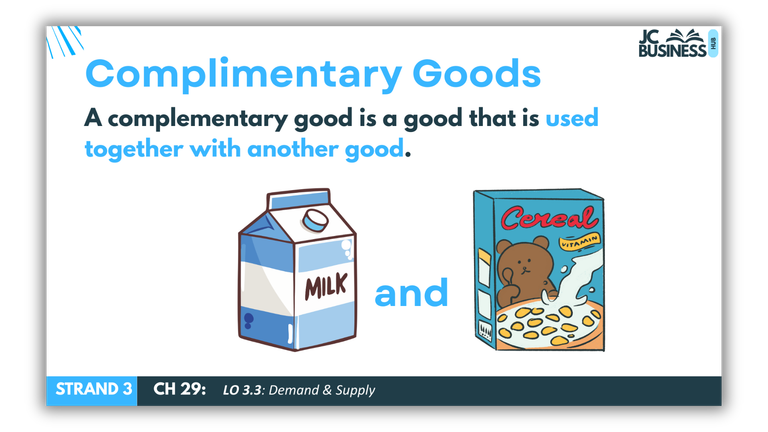 JC
BUSINESS
HUB
Complimentary Goods
A complementary good is a good that is used
together with another good.
Cereal
VITAMIN
MILK
and
STRAND 3 CH 29: LO 3.3: Demand & Supply